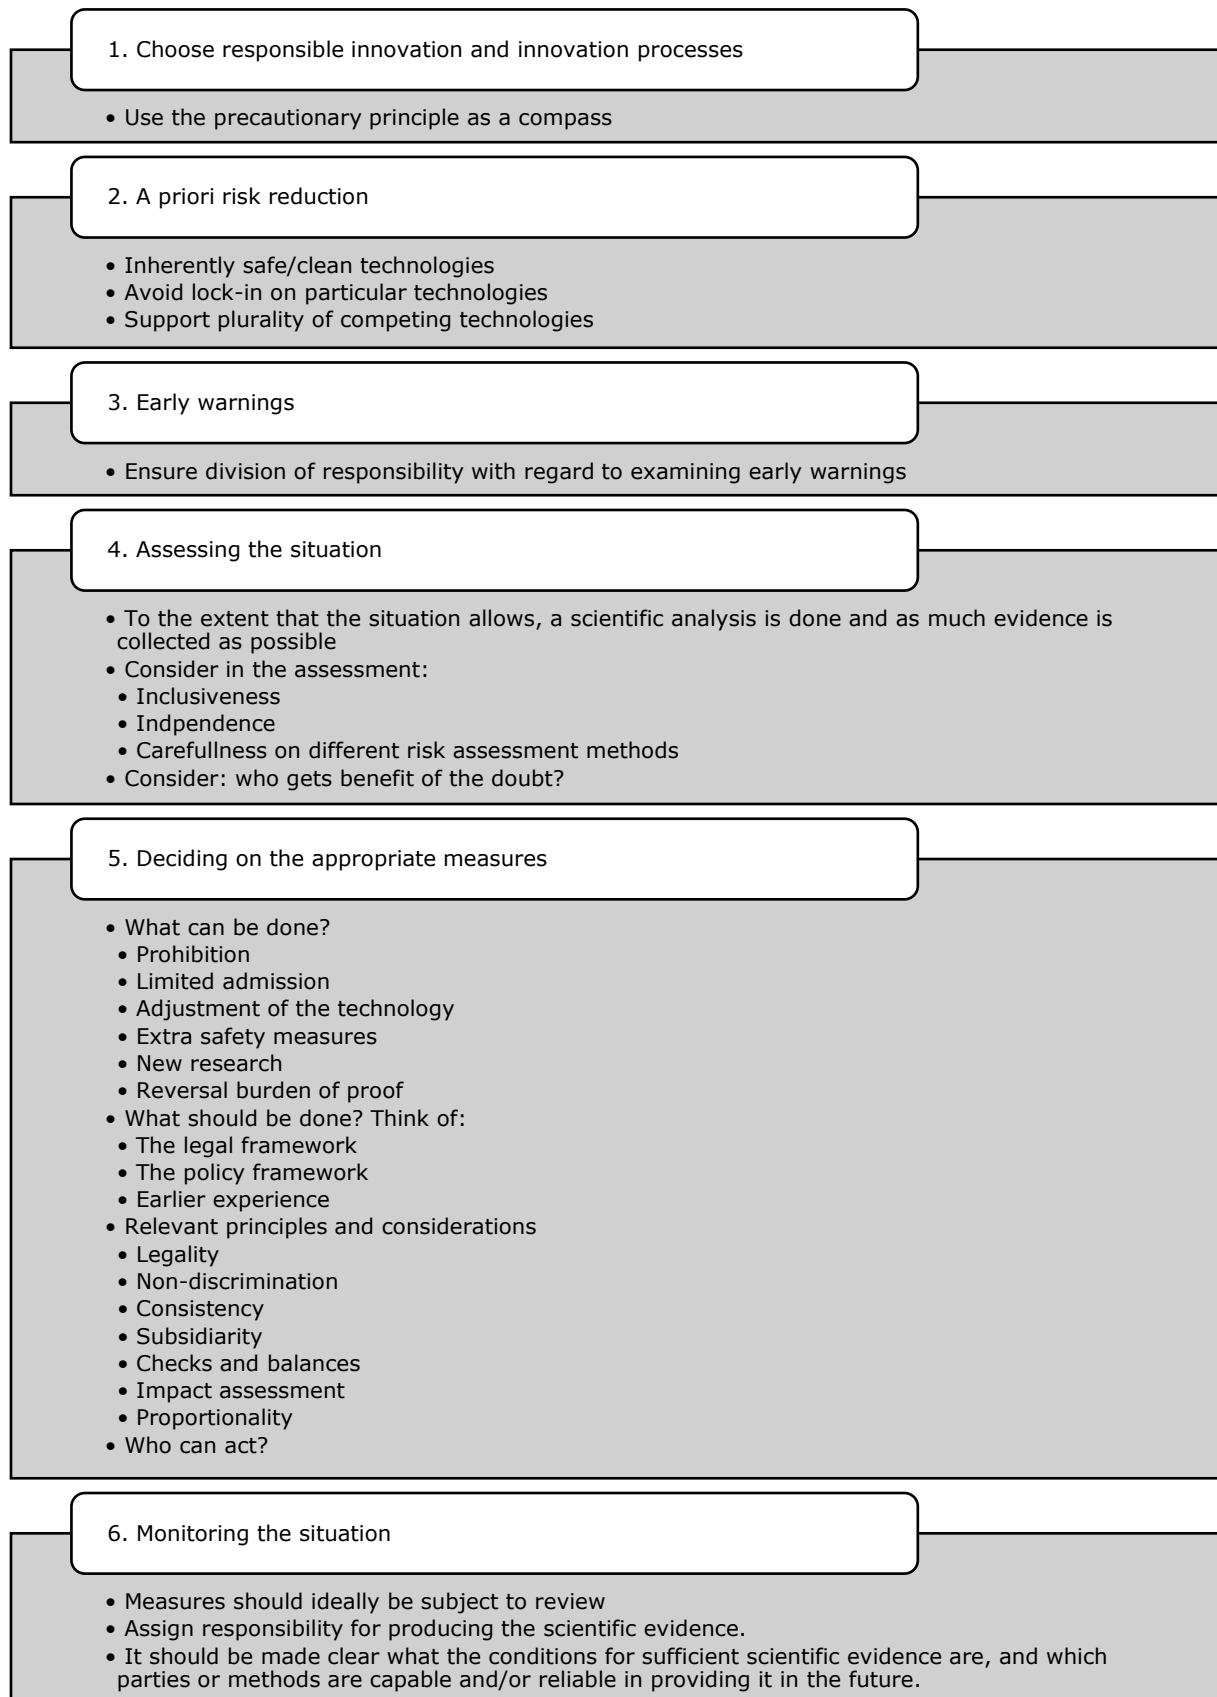 1. Choose responsible innovation and innovation processes
• Use the precautionary principle as a compass
2. A priori risk reduction
• Inherently safe/clean technologies
• Avoid lock-in on particular technologies
• Support plurality of competing technologies
3. Early warnings
• Ensure division of responsibility with regard to examining early warnings
4. Assessing the situation
• To the extent that the situation allows, a scientific analysis is done and as much evidence is
collected as possible
• Consider in the assessment:
• Inclusiveness
• Indpendence
• Carefullness on different risk assessment methods
• Consider: who gets benefit of the doubt?
5. Deciding on the appropriate measures
• What can be done?
• Prohibition
• Limited admission
• Adjustment of the technology
• Extra safety measures
• New research
• Reversal burden of proof
• What should be done? Think of:
• The legal framework
• The policy framework
• Earlier experience
• Relevant principles and considerations
• Legality
• Non-discrimination
• Consistency
• Subsidiarity
• Checks and balances
• Impact assessment
• Proportionality
• Who can act?
6. Monitoring the situation
• Measures should ideally be subject to review
• Assign responsibility for producing the scientific evidence.
• It should be made clear what the conditions for sufficient scientific evidence are, and which
parties or methods are capable and/or reliable in providing it in the future.